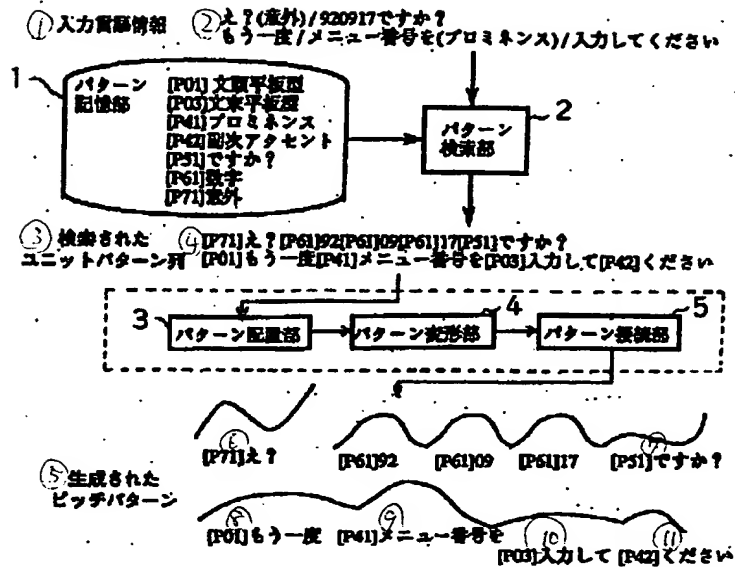 ① 入力言語情報
② え？(意外)/920917ですか？
もう一度/メニュー番号を(プロミネンス)/入力してください
1
パターン
記憶部
[P01]文頭平板型
[P03]文末平板型
[P41]プロミネンス
[P42]副次アクセント
[P51]ですか？
[P61]数字
[P71]意外
2
パターン
検索部
③ 検索された
ユニットパターン列
④ [P71]え？[P61]92[P61]09[P61]17[P51]ですか？
[P01]もう一度[P41]メニュー番号を[P03]入力して[P42]ください
3
パターン配置部
4
パターン変形部
5
パターン接続部
⑤ 生成された
ピッチパターン
⑥
[P71]え？
[P61]92
[P61]09
[P61]17
⑦
[P51]ですか？
⑧
[P01]もう一度
⑨
[P41]メニュー番号を
⑩
[P03]入力して
⑪
[P42]ください